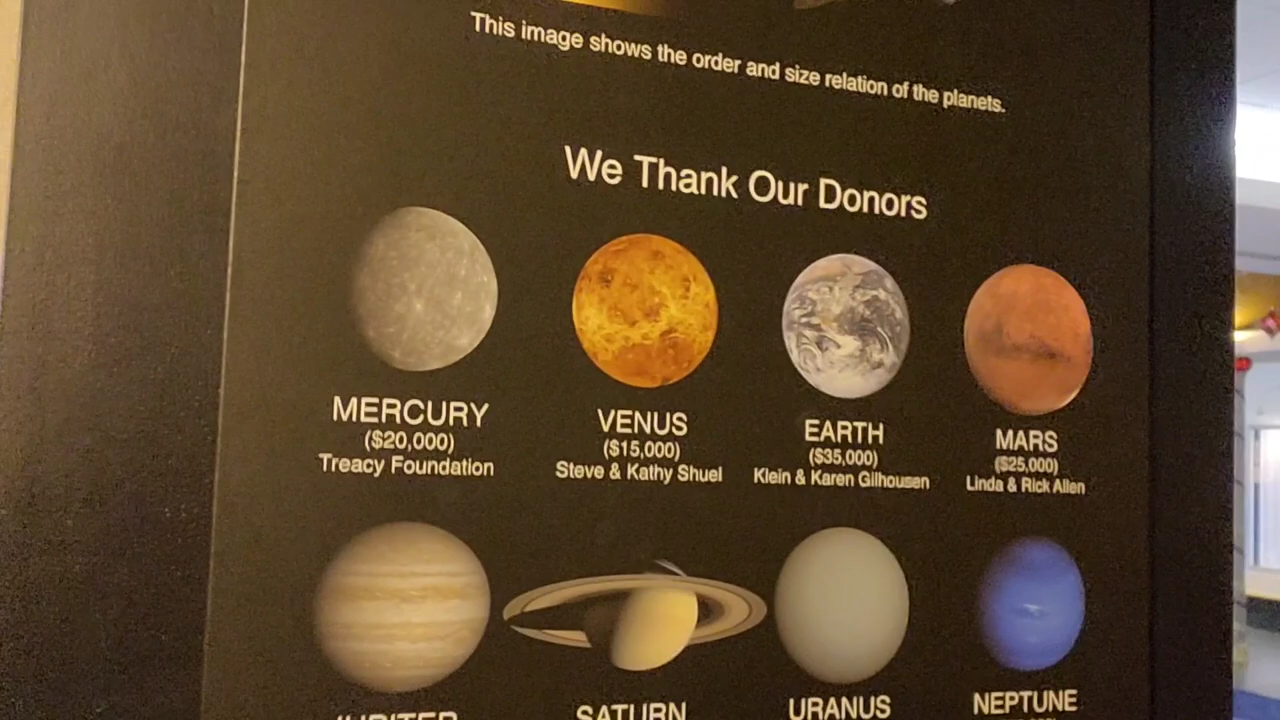 This image shows the order and size relation of the planets.
We Thank Our Donors
MERCURY
($20,000)
Treacy Foundation
VENUS
($15,000)
Steve & Kathy Shuel
EARTH
($35,000)
Klein & Karen Gilhousen
MARS
($25,000)
Linda & Rick Allen
JUPITER
SATURN
URANUS
NEPTUNE